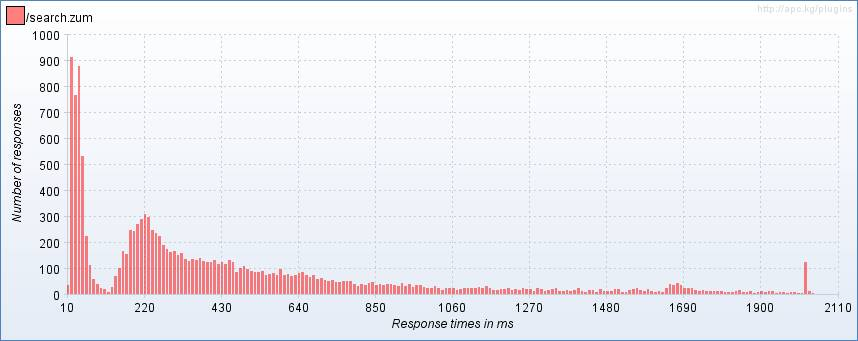 http://apc.kg/plugins
/search.zum
1000
900
800
700
600
500
400
300
200
100
0
Number of responses
10 220 430 640 850 1060 1270 1480 1690 1900 2110
Response times in ms